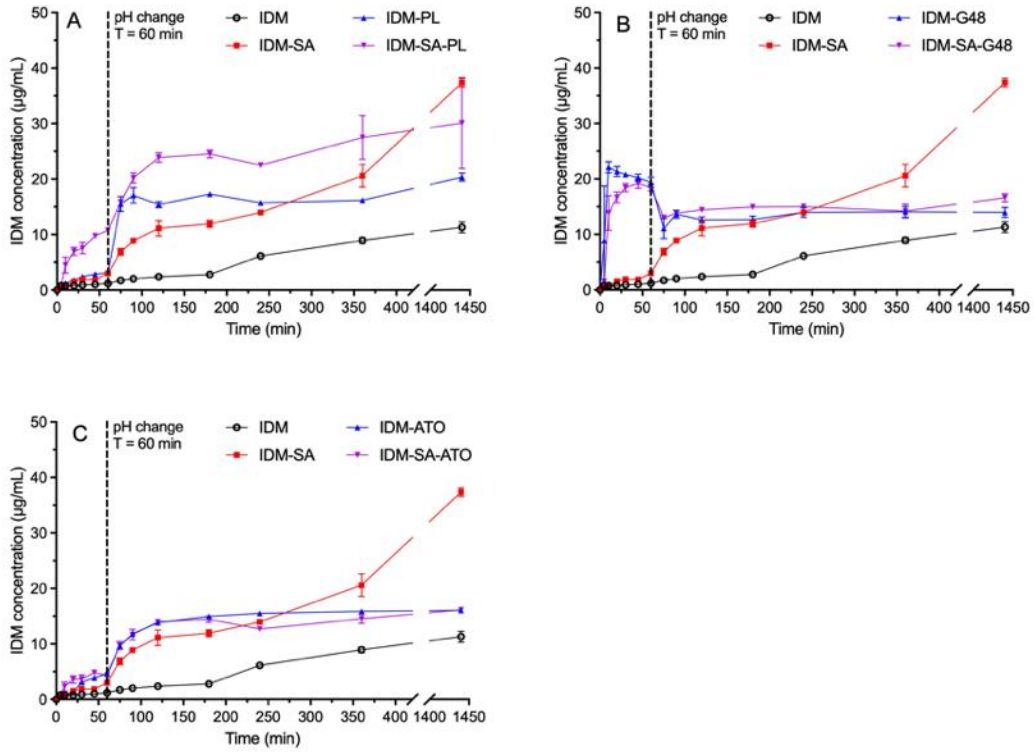 A
pH change
T = 60 min
IDM
IDM-SA
IDM-PL
IDM-SA-PL
IDM concentration (µg/mL)
50
40
30
20
10
0
0 50 100 150 200 250 300 350 400 1400 1450
Time (min)
B
pH change
T = 60 min
IDM
IDM-SA
IDM-G48
IDM-SA-G48
IDM concentration (µg/mL)
50
40
30
20
10
0
0 50 100 150 200 250 300 350 400 1400 1450
Time (min)
C
pH change
T = 60 min
IDM
IDM-SA
IDM-ATO
IDM-SA-ATO
IDM concentration (µg/mL)
50
40
30
20
10
0
0 50 100 150 200 250 300 350 400 1400 1450
Time (min)